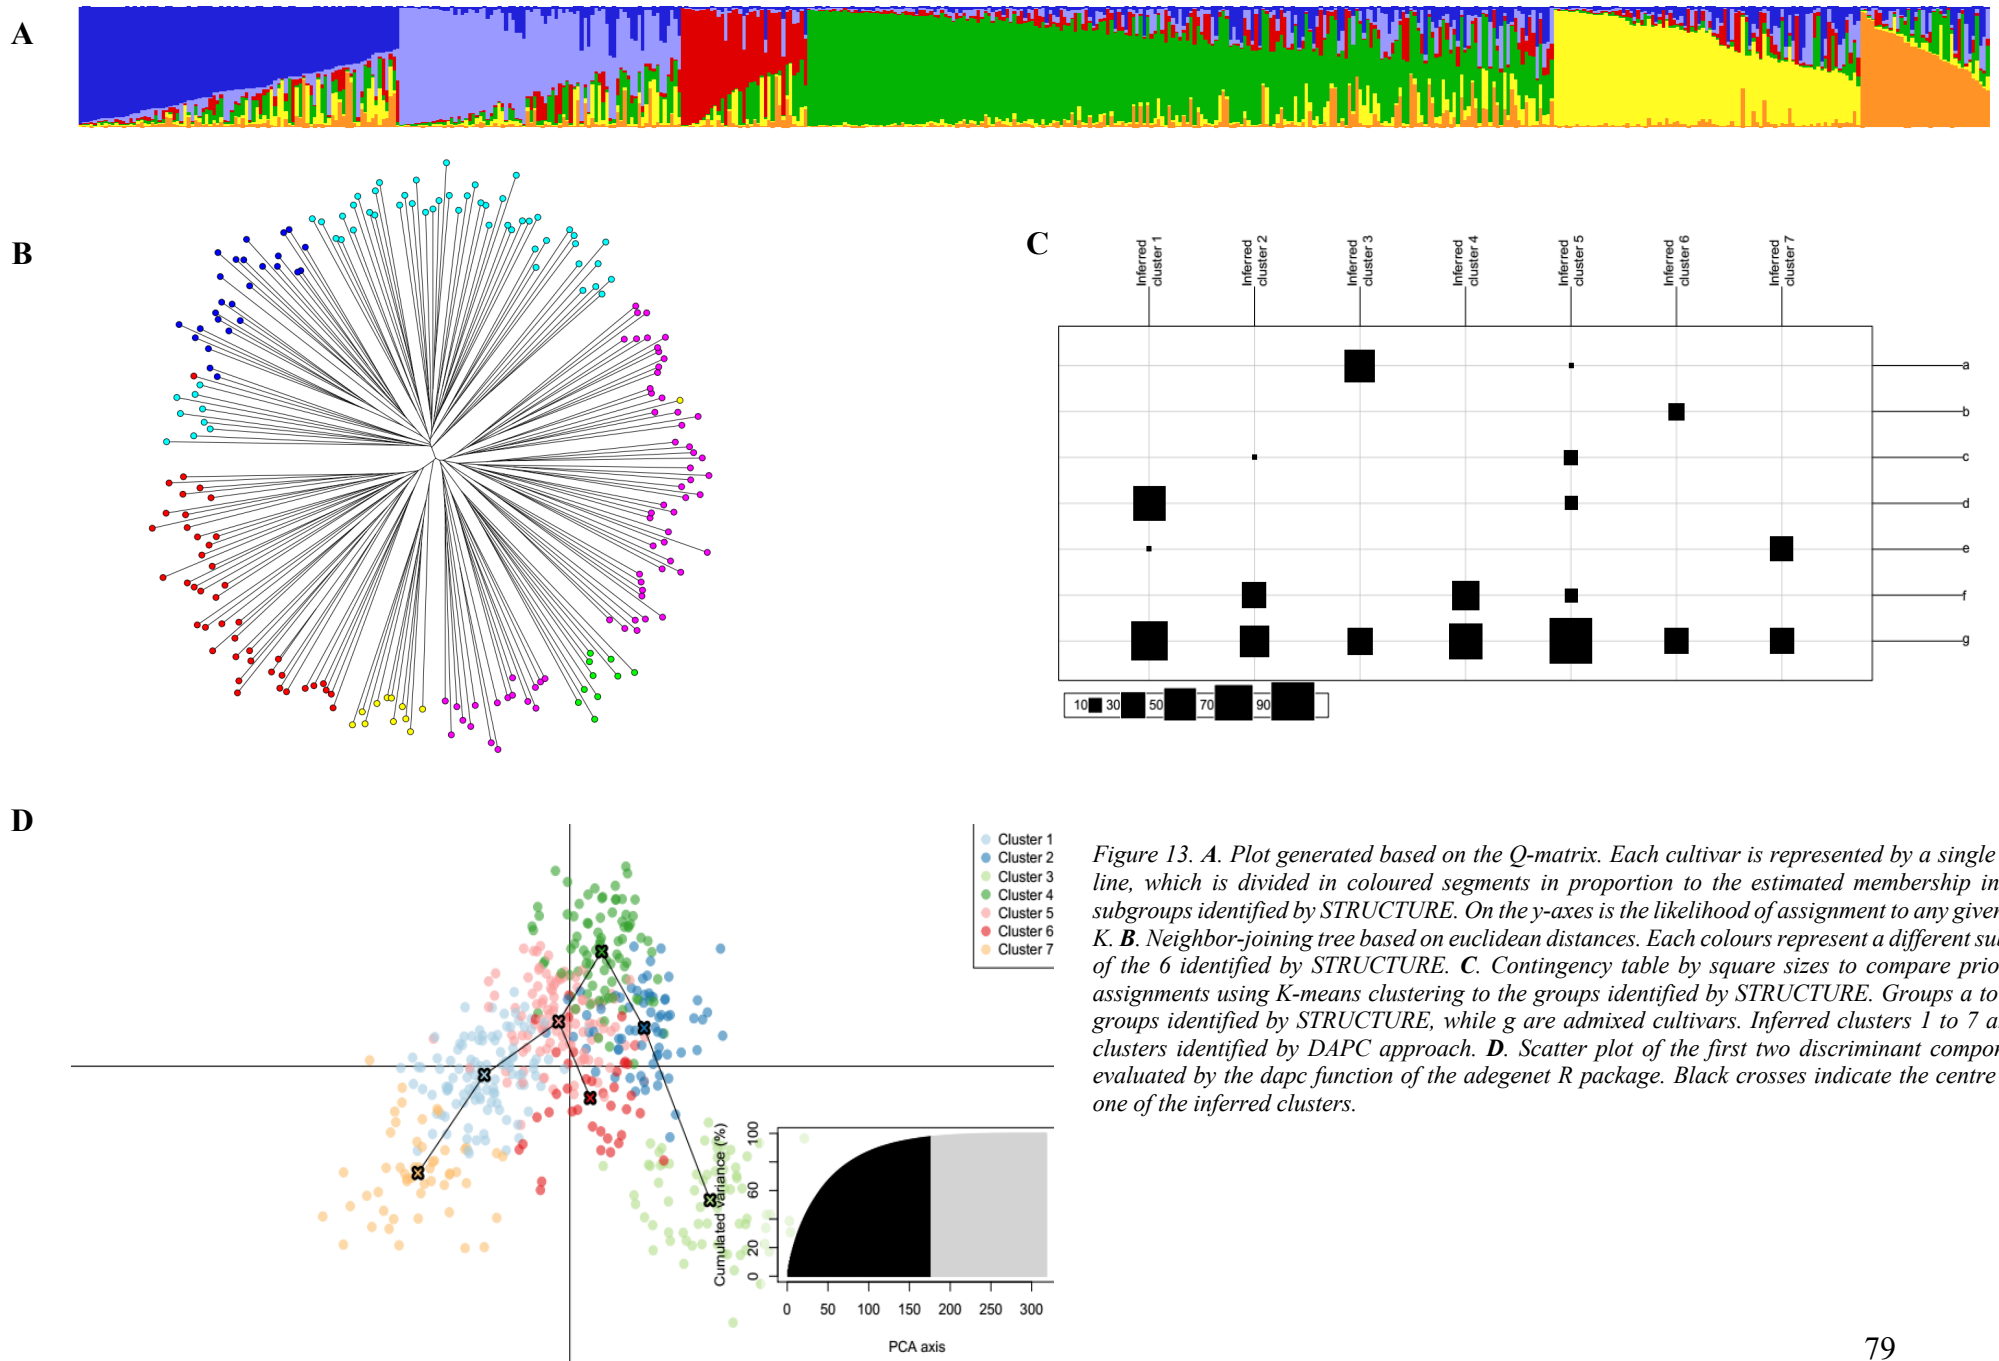 A
B
C
Inferred
cluster 1
Inferred
cluster 2
Inferred
cluster 3
Inferred
cluster 4
Inferred
cluster 5
Inferred
cluster 6
Inferred
cluster 7
a
b
c
d
e
f
g
10 30 50 70 90
D
Cluster 1
Cluster 2
Cluster 3
Cluster 4
Cluster 5
Cluster 6
Cluster 7
Cumulated variance (%)
0 20 60 100
0 50 100 150 200 250 300
PCA axis
Figure 13. A. Plot generated based on the Q-matrix. Each cultivar is represented by a single
line, which is divided in coloured segments in proportion to the estimated membership in
subgroups identified by STRUCTURE. On the y-axes is the likelihood of assignment to any given
K. B. Neighbor-joining tree based on euclidean distances. Each colours represent a different su
of the 6 identified by STRUCTURE. C. Contingency table by square sizes to compare prio
assignments using K-means clustering to the groups identified by STRUCTURE. Groups a to
groups identified by STRUCTURE, while g are admixed cultivars. Inferred clusters 1 to 7 a
clusters identified by DAPC approach. D. Scatter plot of the first two discriminant compon
evaluated by the dapc function of the adegenet R package. Black crosses indicate the centre
one of the inferred clusters.
79